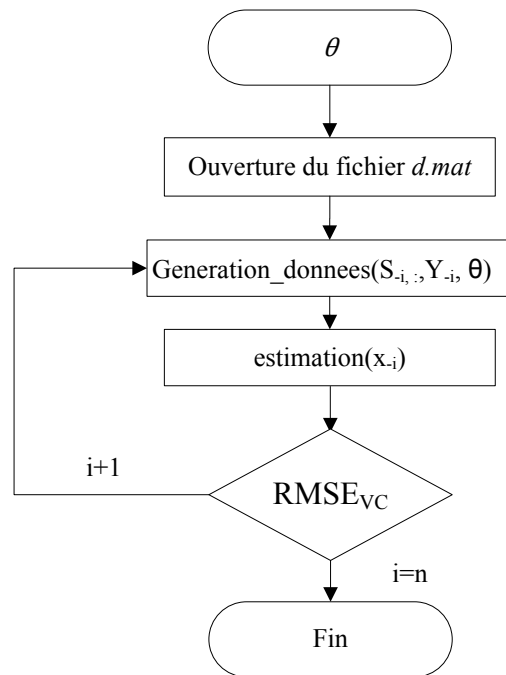 θ
Ouverture du fichier d.mat
Generation_donnees(S-i, :,Y-i, θ)
estimation(x-i)
i+1
RMSEVC
i=n
Fin